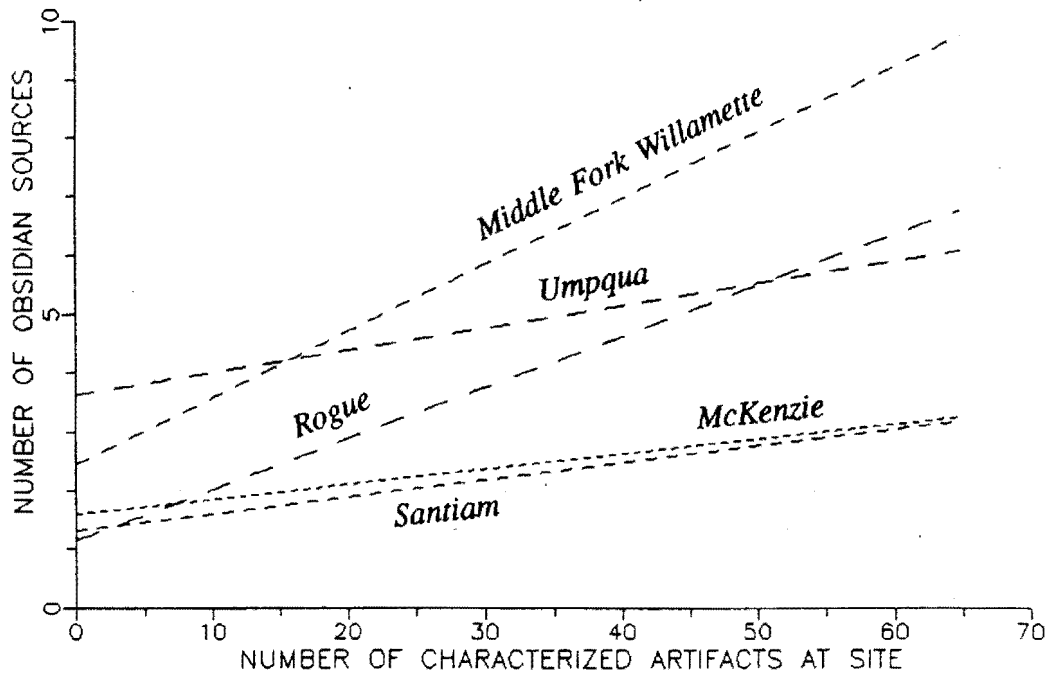 10
5
0
NUMBER OF OBSIDIAN SOURCES
Middle Fork Willamette
Umpqua
Rogue
McKenzie
Santiam
0 10 20 30 40 50 60 70
NUMBER OF CHARACTERIZED ARTIFACTS AT SITE